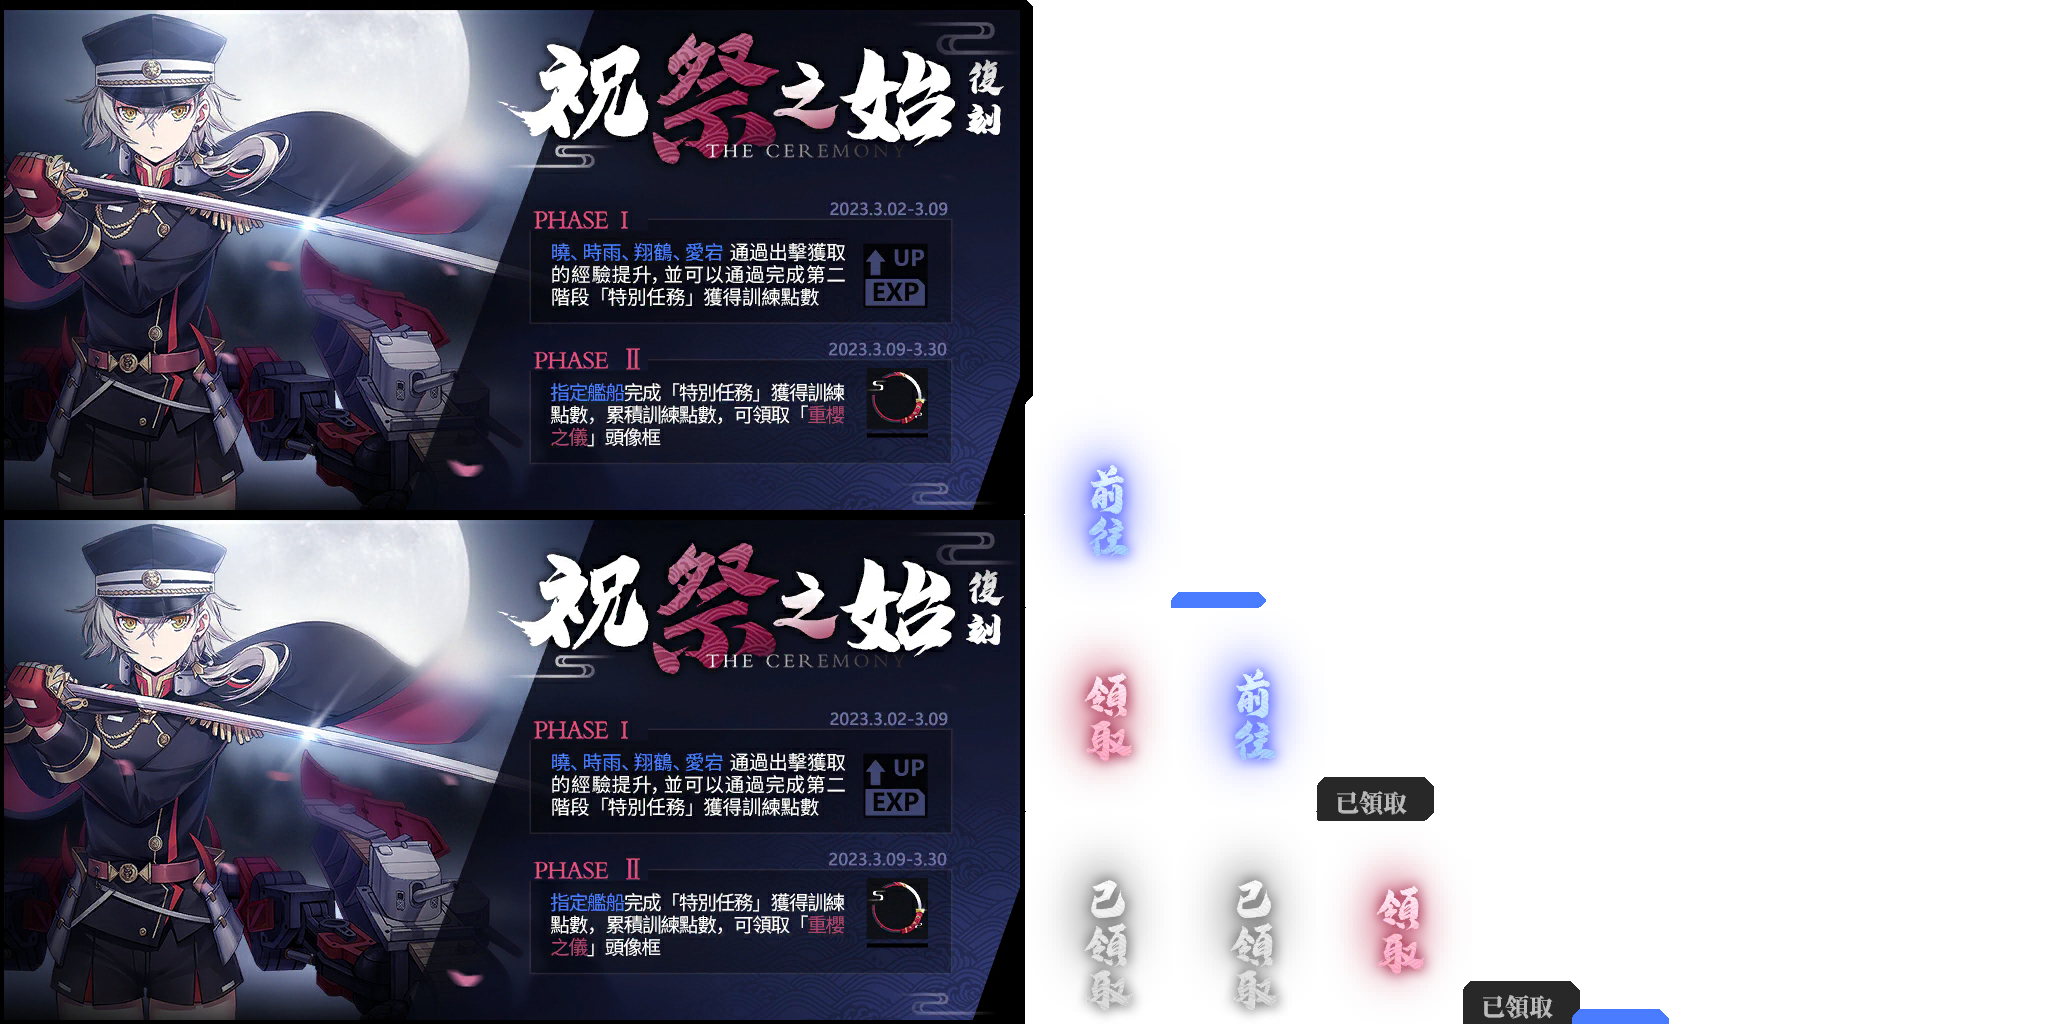 祝祭之始
復刻
THE CEREMONY
PHASE Ⅰ
2023.3.02-3.09
曉、時雨、翔鶴、愛宕 通過出擊獲取
的經驗提升，並可以通過完成第二
階段「特別任務」獲得訓練點數
UP
EXP
PHASE Ⅱ
2023.3.09-3.30
指定艦船完成「特別任務」獲得訓練
點數，累積訓練點數，可領取「重櫻
之儀」頭像框
祝祭之始
復刻
THE CEREMONY
PHASE Ⅰ
2023.3.02-3.09
曉、時雨、翔鶴、愛宕 通過出擊獲取
的經驗提升，並可以通過完成第二
階段「特別任務」獲得訓練點數
UP
EXP
PHASE Ⅱ
2023.3.09-3.30
指定艦船完成「特別任務」獲得訓練
點數，累積訓練點數，可領取「重櫻
之儀」頭像框
前往
領取
前往
已領取
已領取
已領取
領取
已領取